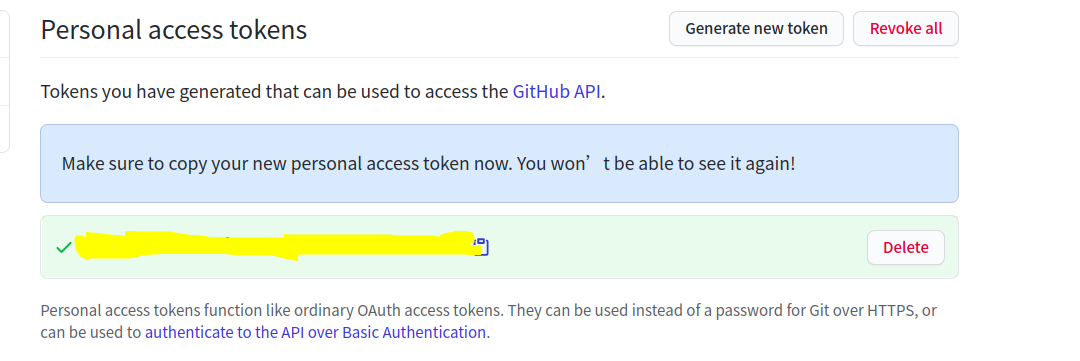 Personal access tokens
Generate new token
Revoke all
Tokens you have generated that can be used to access the GitHub API.
Make sure to copy your new personal access token now. You won’t be able to see it again!
Delete
Personal access tokens function like ordinary OAuth access tokens. They can be used instead of a password for Git over HTTPS, or
can be used to authenticate to the API over Basic Authentication.